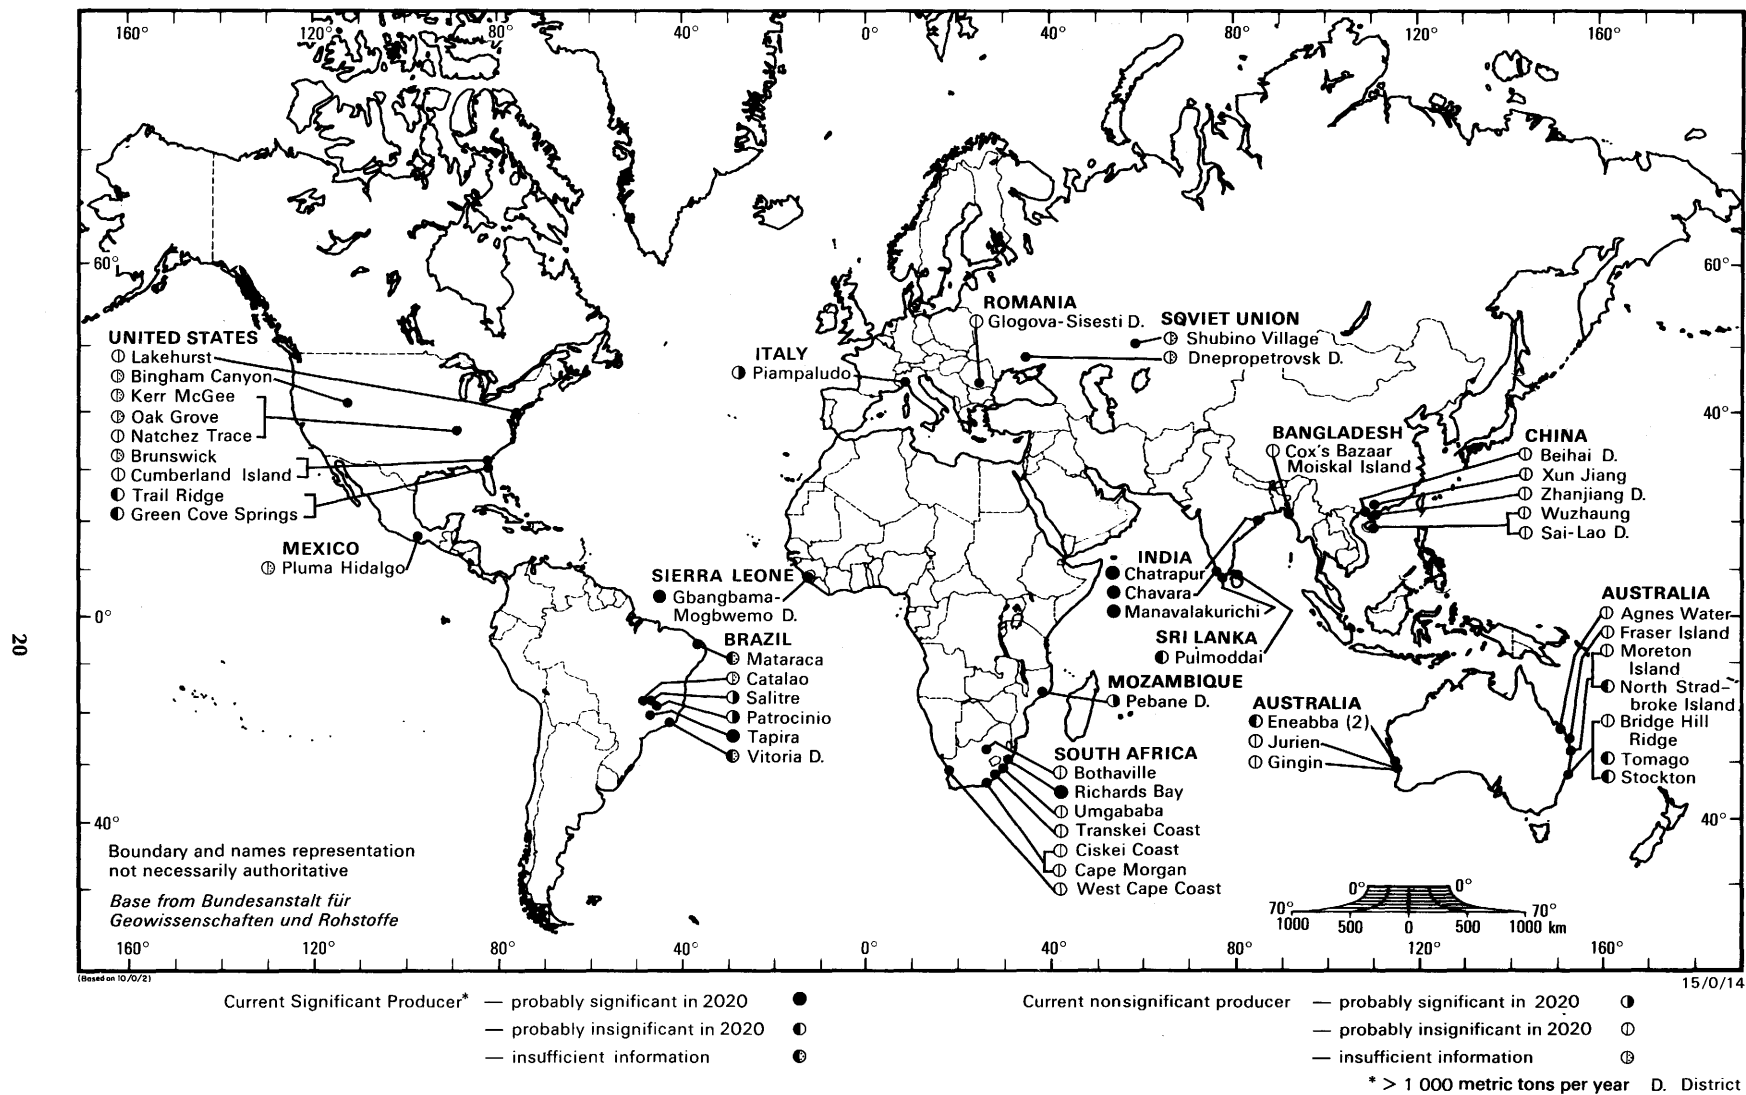 160° 120° 80° 40° 0° 40° 80° 120° 160°
60° 60°
40° 40°
0°
40° 40°
20
UNITED STATES
Lakehurst
Bingham Canyon
Kerr McGee
Oak Grove
Natchez Trace
Brunswick
Cumberland Island
Trail Ridge
Green Cove Springs
MEXICO
Pluma Hidalgo
SIERRA LEONE
Gbangbama-
Mogbwemo D.
BRAZIL
Mataraca
Catalao
Salitre
Patrocinio
Tapira
Vitoria D.
ITALY
Piampaludo
ROMANIA
Glogova-Sisesti D.
SOVIET UNION
Shubino Village
Dnepropetrovsk D.
BANGLADESH
Cox's Bazaar
Moiskal Island
CHINA
Beihai D.
Xun Jiang
Zhanjiang D.
Wuzhaung
Sai-Lao D.
INDIA
Chatrapur
Chavara
Manavalakurichi
SRI LANKA
Pulmoddai
MOZAMBIQUE
Pebane D.
SOUTH AFRICA
Bothaville
Richards Bay
Umgababa
Transkei Coast
Ciskei Coast
Cape Morgan
West Cape Coast
AUSTRALIA
Eneabba (2)
Jurien
Gingin
AUSTRALIA
Agnes Water
Fraser Island
Moreton
Island
North Strad-
broke Island
Bridge Hill
Ridge
Tomago
Stockton
Boundary and names representation
not necessarily authoritative
Base from Bundesanstalt für
Geowissenschaften und Rohstoffe
0° 0°
70° 70°
1000 500 0 500 1000 km
160° 120° 80° 40° 0° 40° 80° 120° 160°
(Based on 10/0/2) 15/0/14
Current Significant Producer* — probably significant in 2020
— probably insignificant in 2020
— insufficient information
Current nonsignificant producer — probably significant in 2020
— probably insignificant in 2020
— insufficient information
* > 1 000 metric tons per year D. District